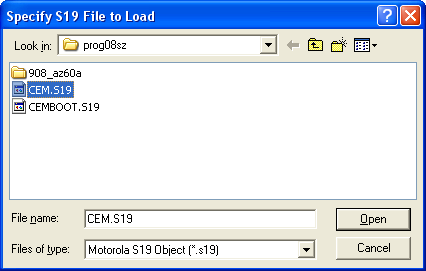 Specify S19 File to Load
Look in: prog08sz
908_az60a
CEM.S19
CEMBOOT.S19
File name: CEM.S19 Open
Files of type: Motorola S19 Object (*.s19) Cancel